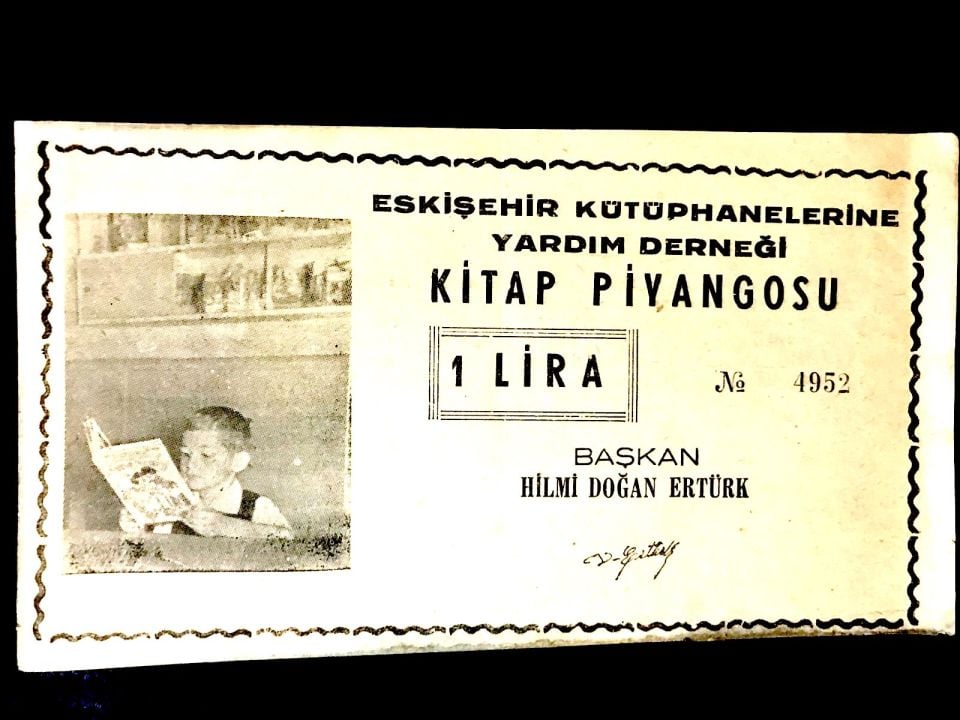 ESKİŞEHİR KÜTÜPHANELERİNE
YARDIM DERNEĞİ
KİTAP PİYANGOSU
1 LİRA
№ 4952
BAŞKAN
HİLMİ DOĞAN ERTÜRK